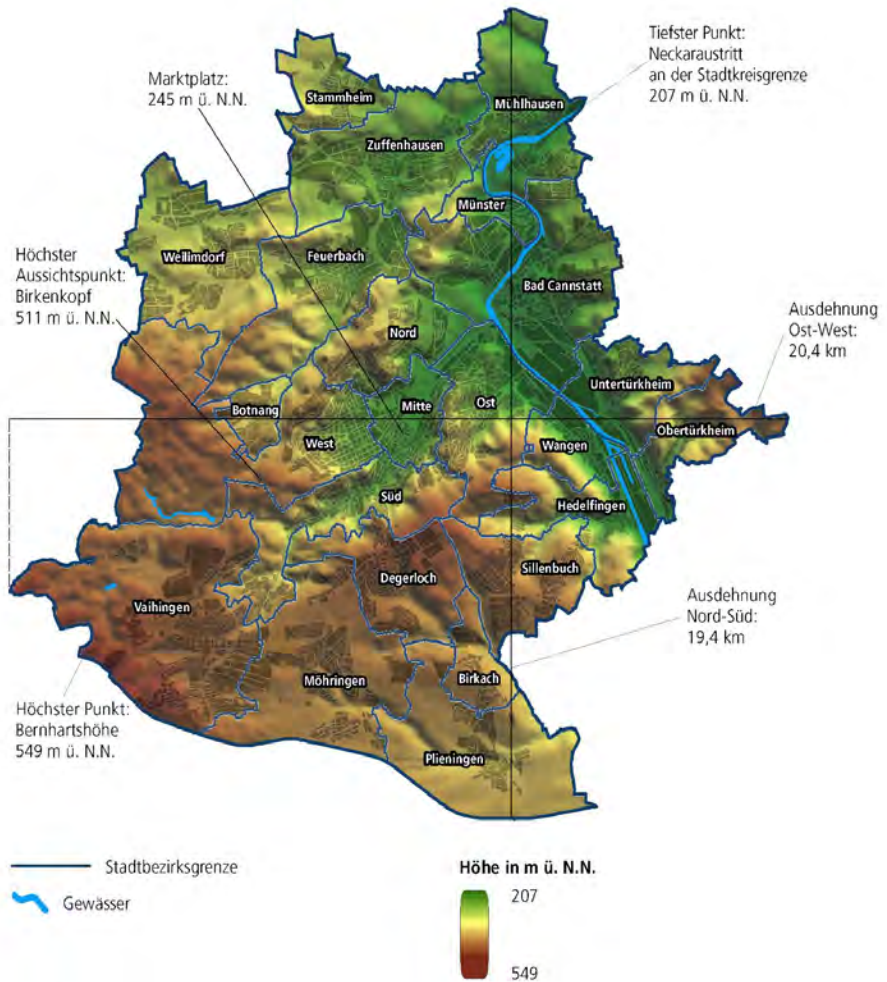 Tiefster Punkt:
Neckaraustritt
an der Stadtkreisgrenze
207 m ü. N.N.
Marktplatz:
245 m ü. N.N.
Stammheim
Mühlhausen
Zuffenhausen
Münster
Höchster
Aussichtspunkt:
Birkenkopf
511 m ü. N.N.
Weilimdorf
Feuerbach
Bad Cannstatt
Nord
Ausdehnung
Ost-West:
20,4 km
Untertürkheim
Botnang
Mitte
Ost
Obertürkheim
West
Wangen
Süd
Hedelfingen
Degerloch
Sillenbuch
Vaihingen
Ausdehnung
Nord-Süd:
19,4 km
Möhringen
Birkach
Höchster Punkt:
Bernhartshöhe
549 m ü. N.N.
Plieningen
Stadtbezirksgrenze
Gewässer
Höhe in m ü. N.N.
207
549